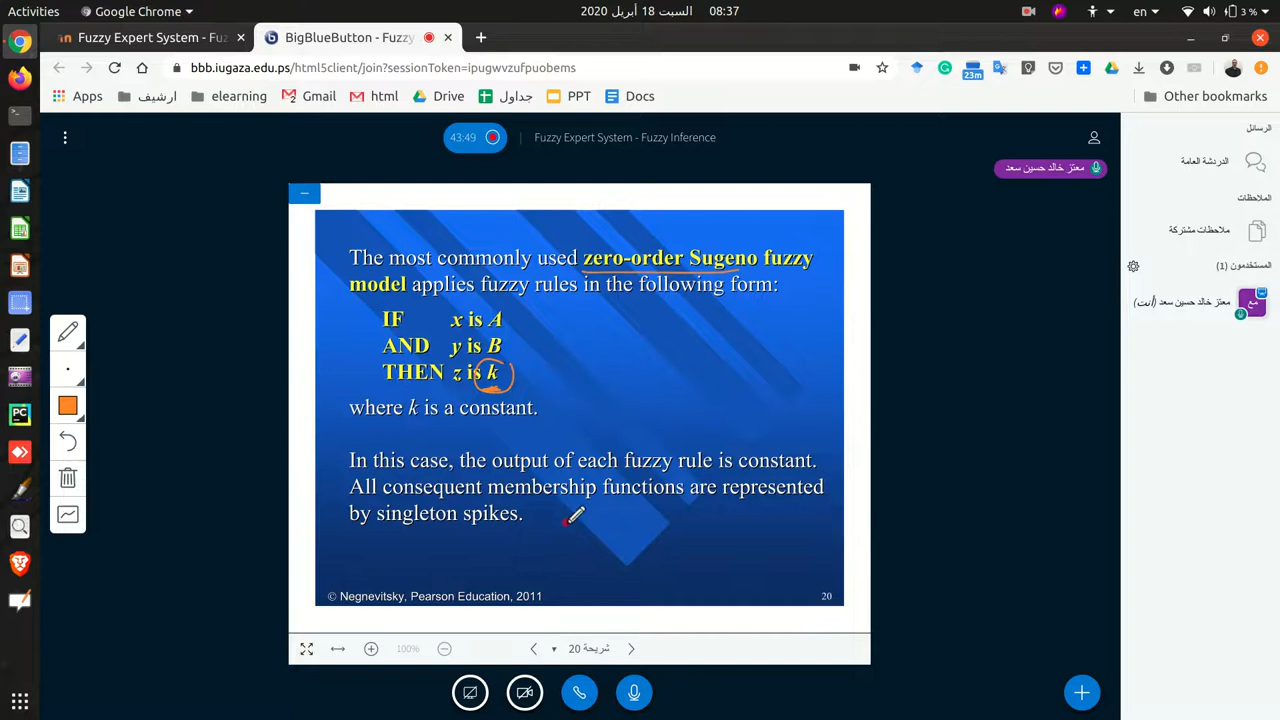 Activities
Google Chrome
السبت 18 أبريل 2020
08:37
en
3 %
Fuzzy Expert System - Fuz
BigBlueButton - Fuzzy
bbb.iugaza.edu.ps/html5client/join?sessionToken=ipugwvzufpuobems
23m
Apps
ارشيف
elearning
Gmail
html
Drive
جداول
PPT
Docs
Other bookmarks
43:49
Fuzzy Expert System - Fuzzy Inference
الرسائل
الدردشة العامة
معتز خالد حسين سعد
الملاحظات
ملاحظات مشتركة
المستخدمون (1)
معتز خالد حسين سعد (أنت)
مع
The most commonly used zero-order Sugeno fuzzy
model applies fuzzy rules in the following form:
IF x is A
AND y is B
THEN z is k
where k is a constant.
In this case, the output of each fuzzy rule is constant.
All consequent membership functions are represented
by singleton spikes.
© Negnevitsky, Pearson Education, 2011
20
100%
شريحة 20
PC